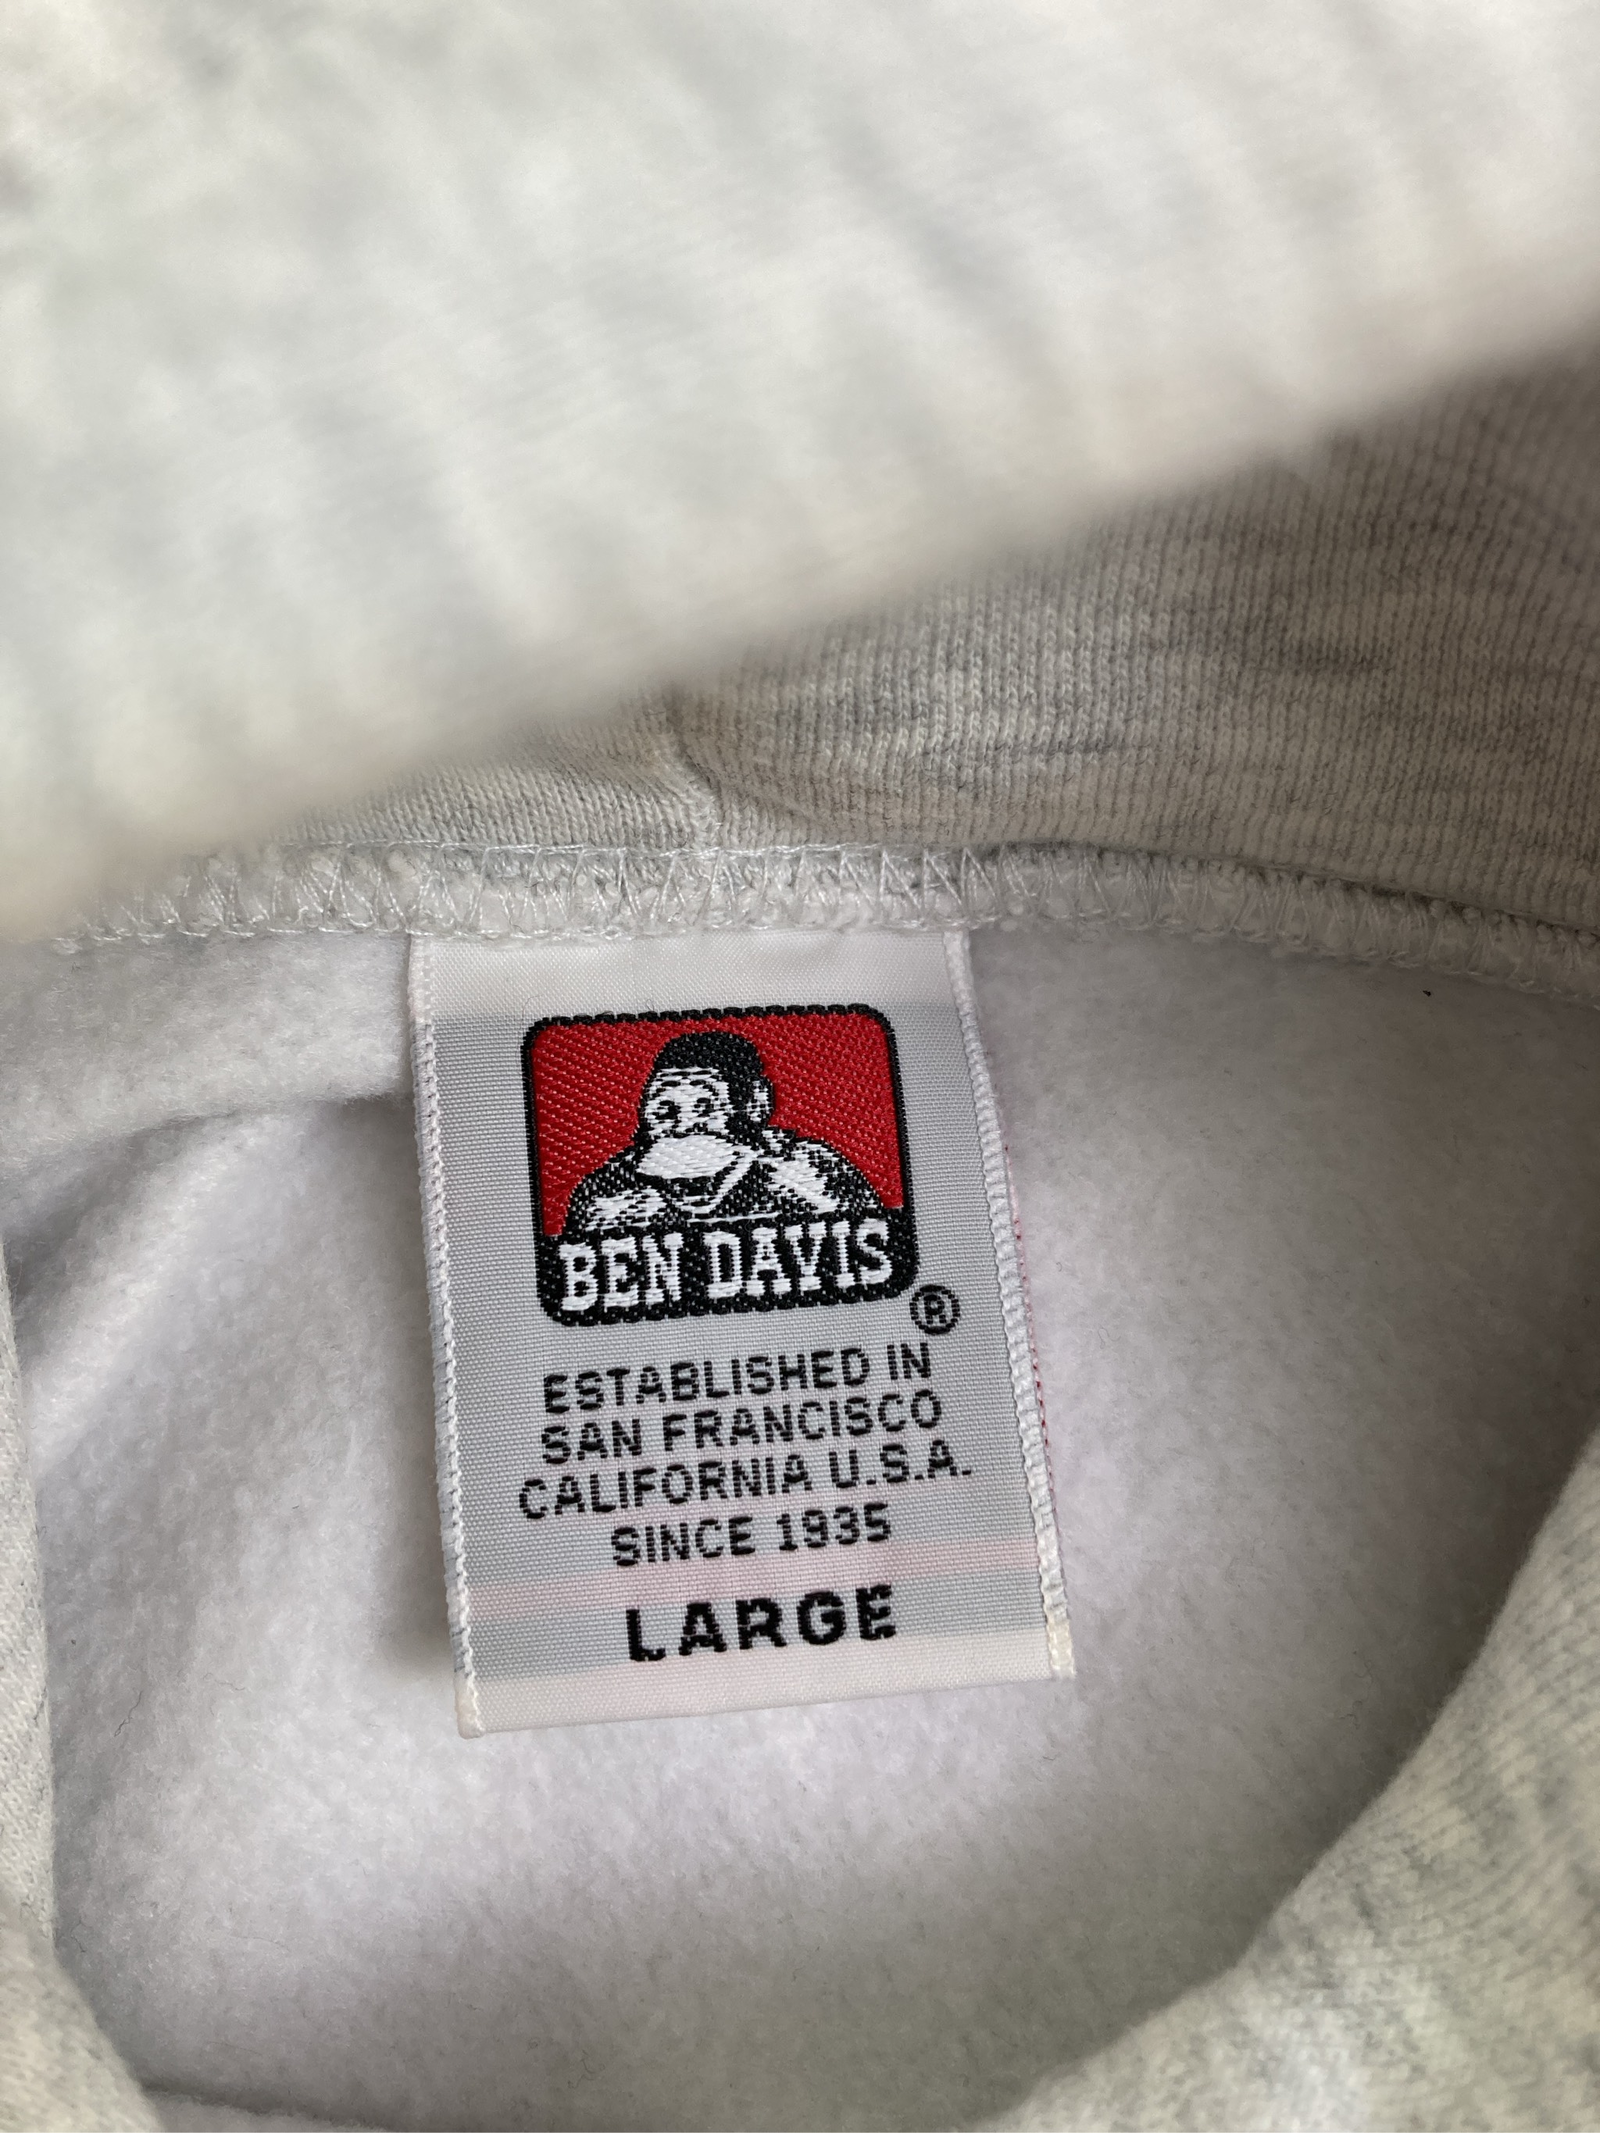 BEN DAVIS
®
ESTABLISHED IN
SAN FRANCISCO
CALIFORNIA U.S.A.
SINCE 1935
LARGE